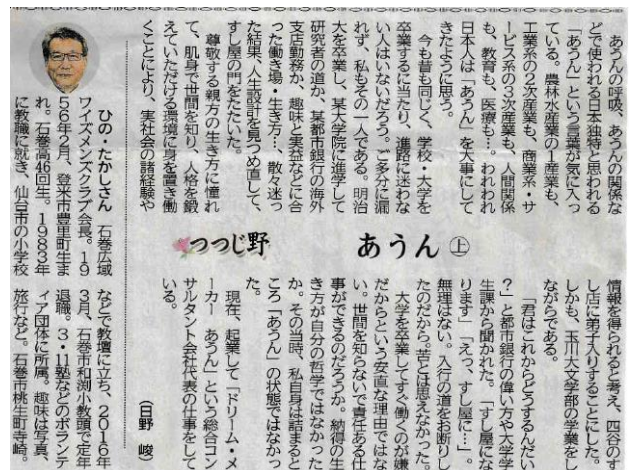 あうんの呼吸、あうんの関係な
どで使われる日本独特と思われる
「あうん」という言葉が気に入っ
ている。農林水産業の1産業も、
工業系の2次産業も、商業系・サ
ービス系の3次産業も、人間関係
も、教育も、医療も…。われわれ
日本人は「あうん」を大事にして
きたように思う。
今も昔も同じく、学校・大学を
卒業するに当たり、進路に迷わな
い人はいないだろう。ご多分に漏
れず、私もその一人である。明治
大を卒業し、某大学院に進学して
研究者の道か、某都市銀行の海外
支店勤務か、趣味と実益などに合
った働き場・生き方…、散々迷っ
た結果、人生設計を見つめ直して、
すし屋の門をたたいた。
尊敬する親方の生き方に憧れ
て、肌身で世間を知り、人格を鍛
えていただける環境に身を置き働
くことにより、実社会の諸経験や
ひの・たかしさん 石巻広域
ワイズメンズクラブ会長。19
56年2月、登米市豊里町生ま
れ。石巻高46回生。1983年
に教職に就き、仙台市の小学校
つつじ野
あうん㊤
情報を得られると考え、四谷のす
し店に弟子入りすることにした。
しかも、玉川大文学部の学業をし
ながらである。
「君はこれからどうするんだい
?」と都市銀行の偉い方や大学学
生課から聞かれた。「すし屋にな
ります」「えっ、すし屋に…」。
無理はない。入行の道をお断りし
たのだから。苦とは思えなかった。
大学を卒業してすぐ働くのが嫌
だからという安直な理由ではな
い。世間を知らないで責任ある仕
事ができるのだろうか。納得の生
き方が自分の哲学ではなかった
か。その当時、私自身は詰まると
ころ「あうん」の状態ではなかっ
た。
現在、起業して「ドリーム・メ
ーカー あうん」という総合コン
サルタント会社代表の仕事をして
いる。
(日野 峻)
などで教壇に立ち、2016年
3月、石巻市和渕小教頭で定年
退職。3・11塾などのボランテ
ィア団体に所属。趣味は写真、
旅行など。石巻市桃生町寺崎。